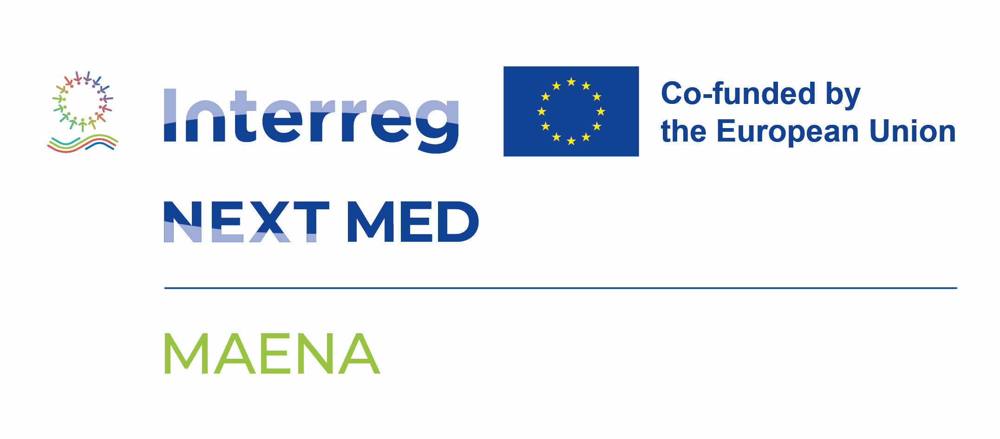 Interreg
Co-funded by
the European Union
NEXT MED
MAENA